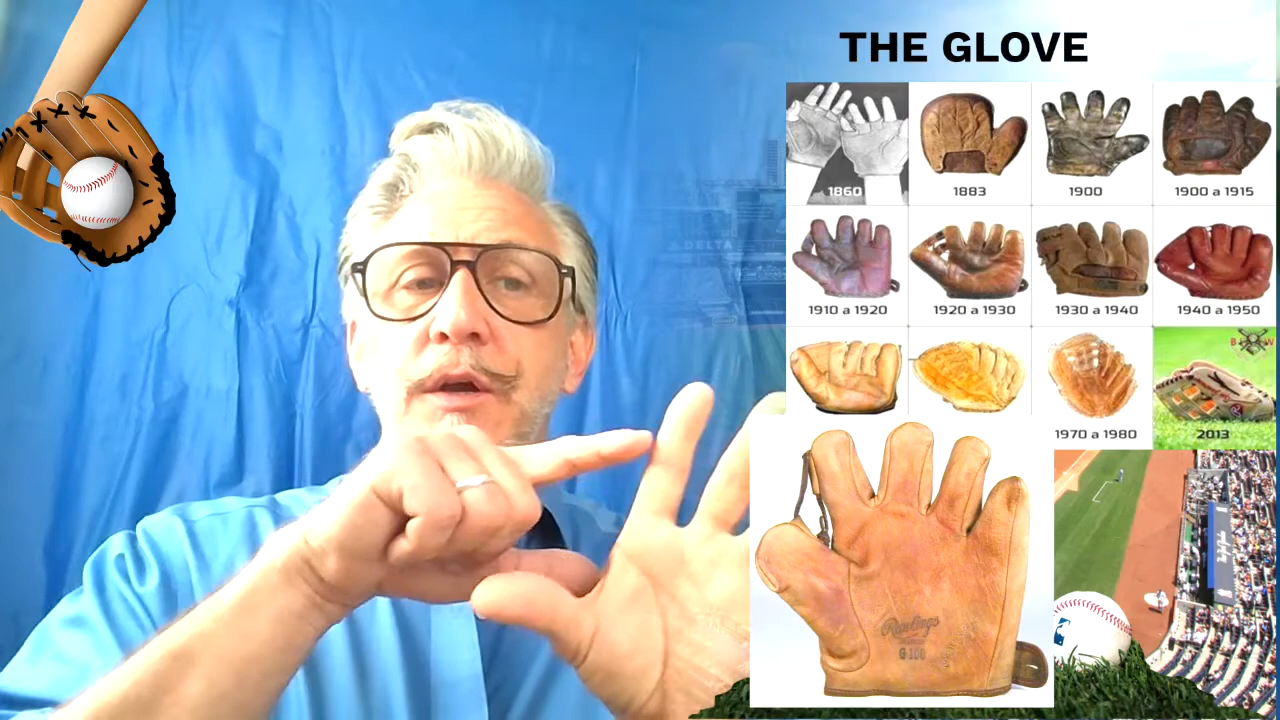 THE GLOVE
1860
1883
1900
1900 a 1915
1910 a 1920
1920 a 1930
1930 a 1940
1940 a 1950
B W
1970 a 1980
2013
DELTA
Rawlings
G-100